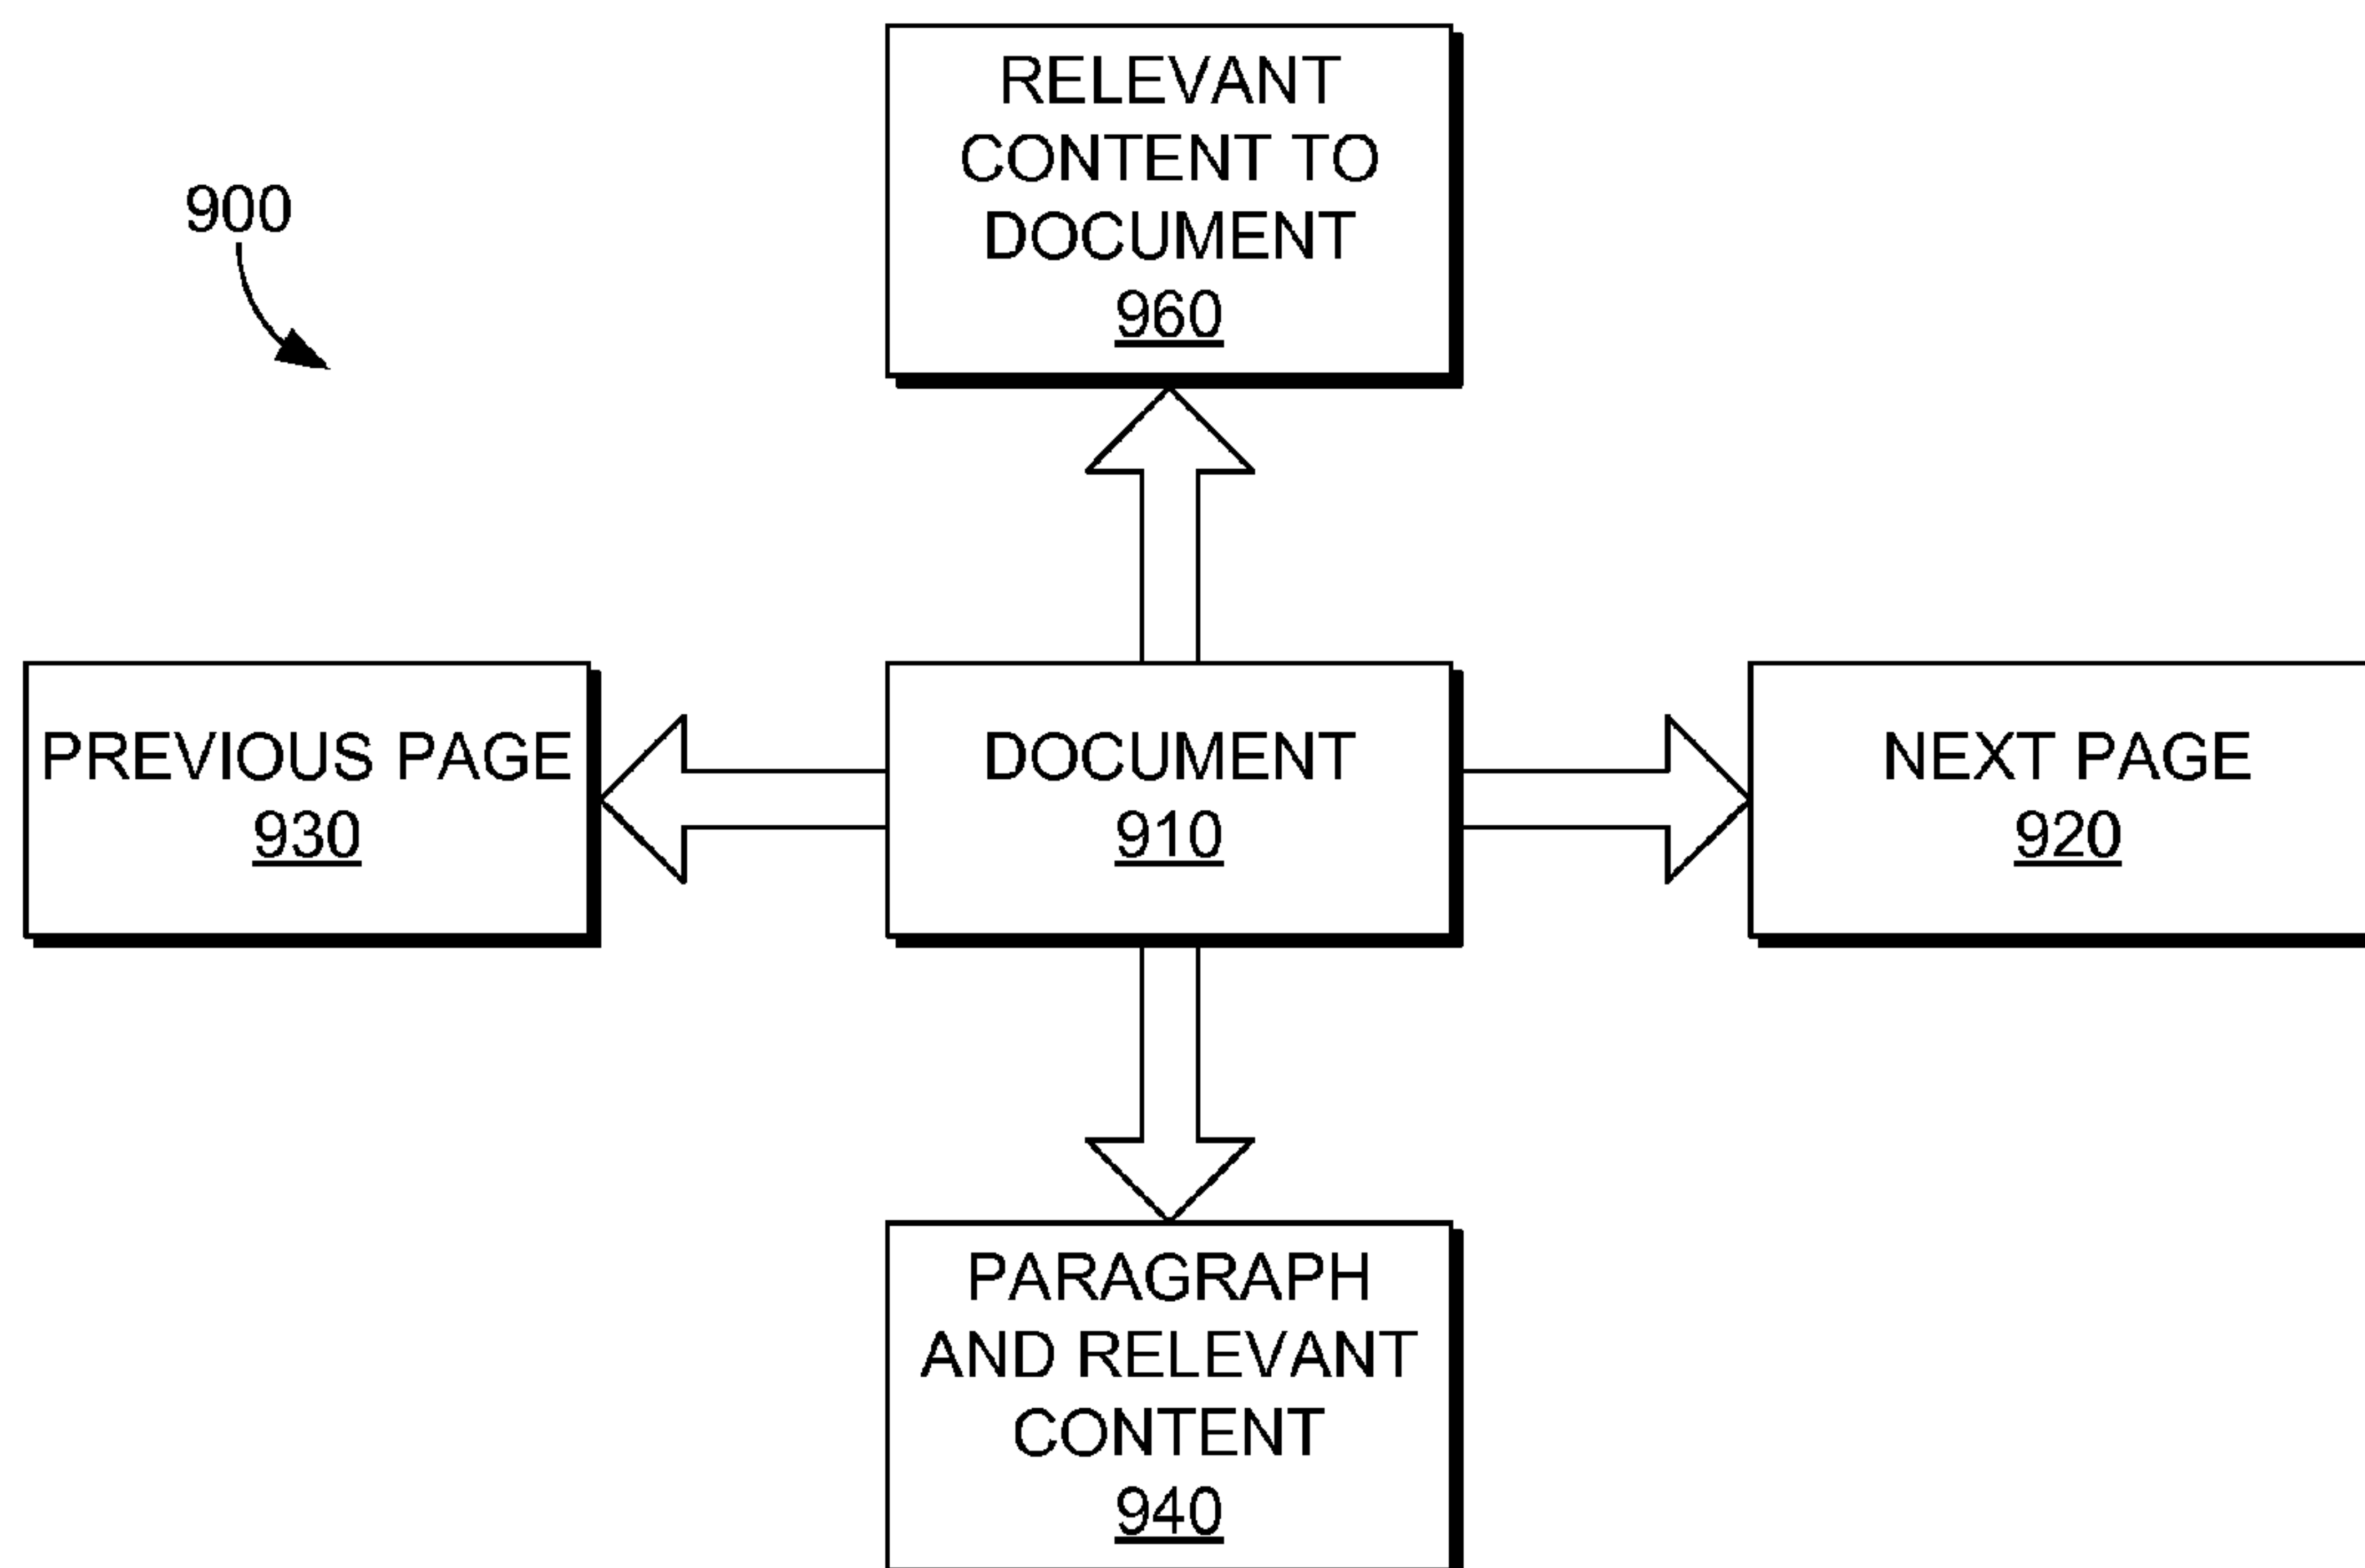 RELEVANT
CONTENT TO
DOCUMENT
960
900
PREVIOUS PAGE
930
DOCUMENT
910
NEXT PAGE
920
PARAGRAPH
AND RELEVANT
CONTENT
940